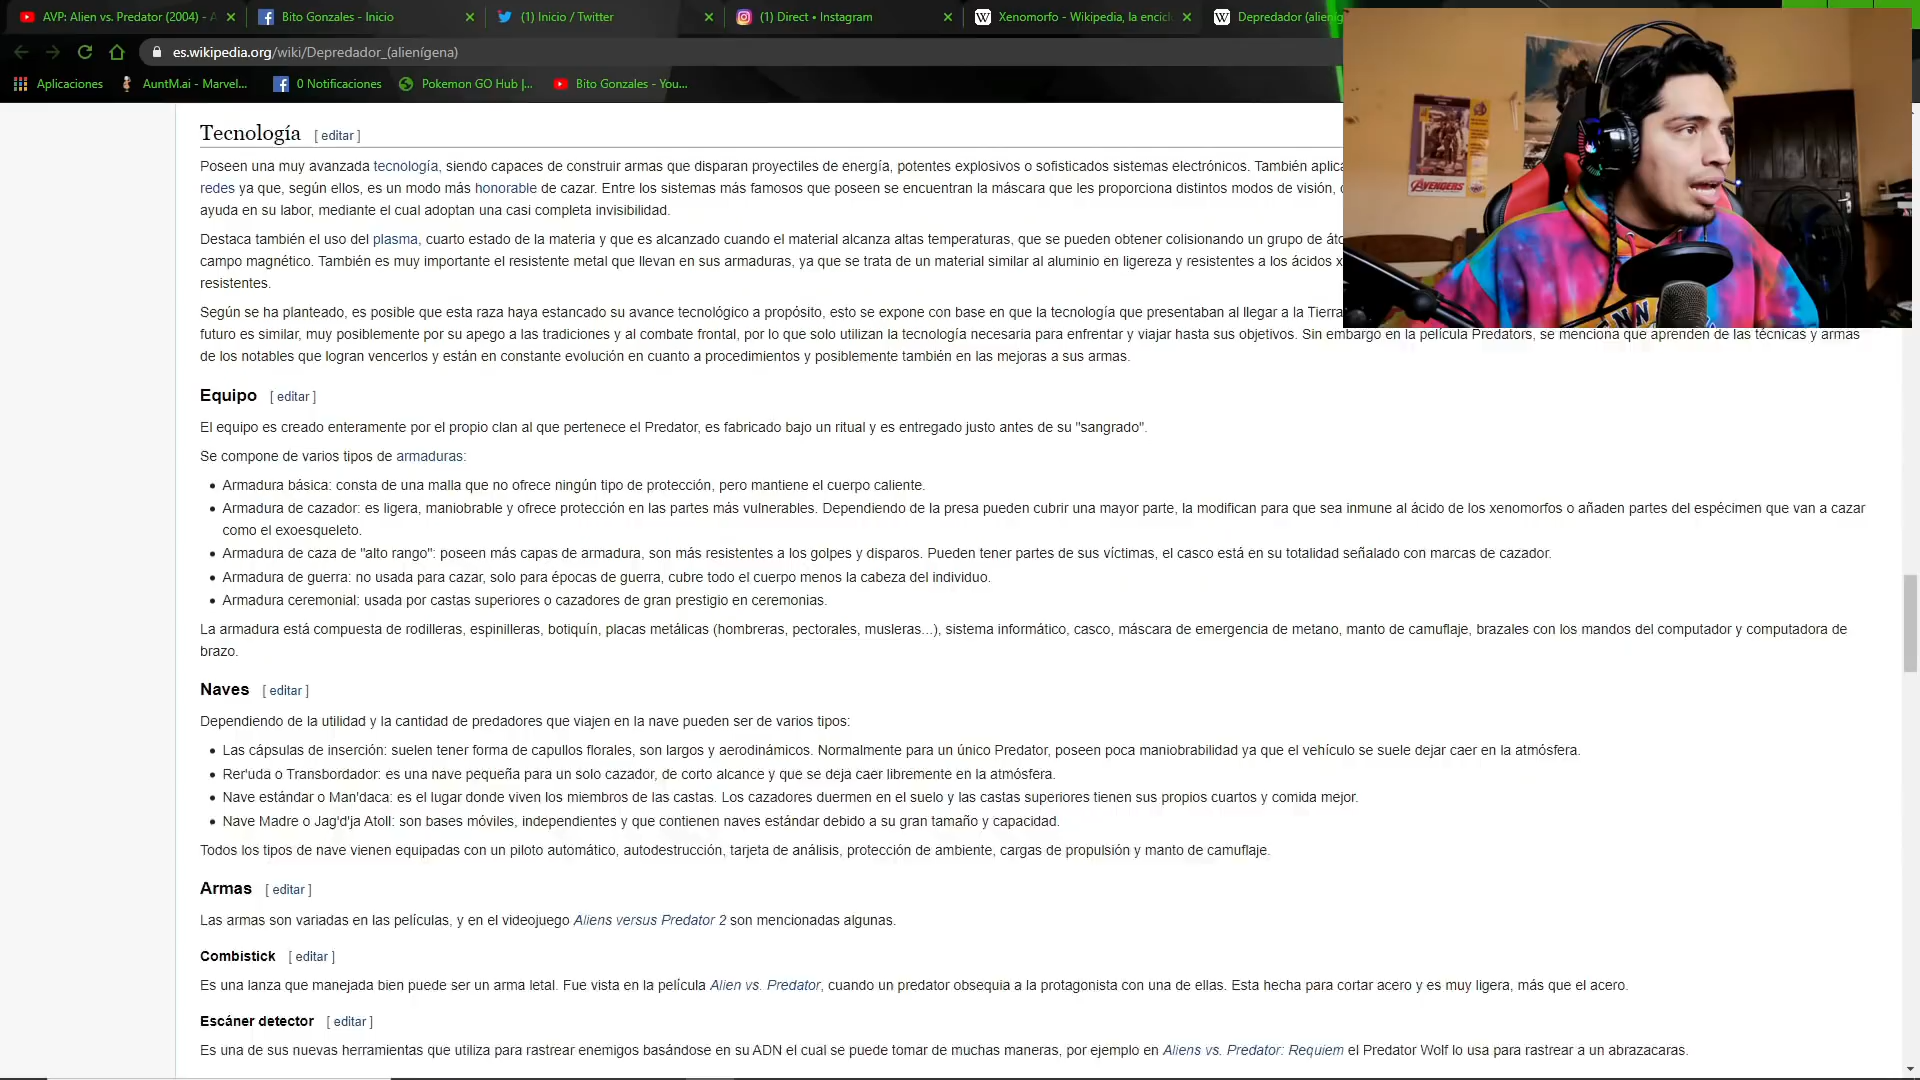 AVP: Alien vs. Predator (2004) - A
Bito Gonzales - Inicio
(1) Inicio / Twitter
(1) Direct • Instagram
Xenomorfo - Wikipedia, la encicl
Depredador (alieníg
es.wikipedia.org/wiki/Depredador_(alienígena)
Aplicaciones
AuntM.ai - Marvel...
0 Notificaciones
Pokemon GO Hub |...
Bito Gonzales - You...
Tecnología [ editar ]
Poseen una muy avanzada tecnología, siendo capaces de construir armas que disparan proyectiles de energía, potentes explosivos o sofisticados sistemas electrónicos. También aplica
redes ya que, según ellos, es un modo más honorable de cazar. Entre los sistemas más famosos que poseen se encuentran la máscara que les proporciona distintos modos de visión,
ayuda en su labor, mediante el cual adoptan una casi completa invisibilidad.
Destaca también el uso del plasma, cuarto estado de la materia y que es alcanzado cuando el material alcanza altas temperaturas, que se pueden obtener colisionando un grupo de áto
campo magnético. También es muy importante el resistente metal que llevan en sus armaduras, ya que se trata de un material similar al aluminio en ligereza y resistentes a los ácidos x
resistentes.
Según se ha planteado, es posible que esta raza haya estancado su avance tecnológico a propósito, esto se expone con base en que la tecnología que presentaban al llegar a la Tierra
futuro es similar, muy posiblemente por su apego a las tradiciones y al combate frontal, por lo que solo utilizan la tecnología necesaria para enfrentar y viajar hasta sus objetivos. Sin embargo en la película Predators, se menciona que aprenden de las técnicas y armas
de los notables que logran vencerlos y están en constante evolución en cuanto a procedimientos y posiblemente también en las mejoras a sus armas.
Equipo [ editar ]
El equipo es creado enteramente por el propio clan al que pertenece el Predator, es fabricado bajo un ritual y es entregado justo antes de su "sangrado".
Se compone de varios tipos de armaduras:
• Armadura básica: consta de una malla que no ofrece ningún tipo de protección, pero mantiene el cuerpo caliente.
• Armadura de cazador: es ligera, maniobrable y ofrece protección en las partes más vulnerables. Dependiendo de la presa pueden cubrir una mayor parte, la modifican para que sea inmune al ácido de los xenomorfos o añaden partes del espécimen que van a cazar
como el exoesqueleto.
• Armadura de caza de "alto rango": poseen más capas de armadura, son más resistentes a los golpes y disparos. Pueden tener partes de sus víctimas, el casco está en su totalidad señalado con marcas de cazador.
• Armadura de guerra: no usada para cazar, solo para épocas de guerra, cubre todo el cuerpo menos la cabeza del individuo.
• Armadura ceremonial: usada por castas superiores o cazadores de gran prestigio en ceremonias.
La armadura está compuesta de rodilleras, espinilleras, botiquín, placas metálicas (hombreras, pectorales, musleras...), sistema informático, casco, máscara de emergencia de metano, manto de camuflaje, brazales con los mandos del computador y computadora de
brazo.
Naves [ editar ]
Dependiendo de la utilidad y la cantidad de predadores que viajen en la nave pueden ser de varios tipos:
• Las cápsulas de inserción: suelen tener forma de capullos florales, son largos y aerodinámicos. Normalmente para un único Predator, poseen poca maniobrabilidad ya que el vehículo se suele dejar caer en la atmósfera.
• Rer'uda o Transbordador: es una nave pequeña para un solo cazador, de corto alcance y que se deja caer libremente en la atmósfera.
• Nave estándar o Man'daca: es el lugar donde viven los miembros de las castas. Los cazadores duermen en el suelo y las castas superiores tienen sus propios cuartos y comida mejor.
• Nave Madre o Jag'd'ja Atoll: son bases móviles, independientes y que contienen naves estándar debido a su gran tamaño y capacidad.
Todos los tipos de nave vienen equipadas con un piloto automático, autodestrucción, tarjeta de análisis, protección de ambiente, cargas de propulsión y manto de camuflaje.
Armas [ editar ]
Las armas son variadas en las películas, y en el videojuego Aliens versus Predator 2 son mencionadas algunas.
Combistick [ editar ]
Es una lanza que manejada bien puede ser un arma letal. Fue vista en la película Alien vs. Predator, cuando un predator obsequia a la protagonista con una de ellas. Esta hecha para cortar acero y es muy ligera, más que el acero.
Escáner detector [ editar ]
Es una de sus nuevas herramientas que utiliza para rastrear enemigos basándose en su ADN el cual se puede tomar de muchas maneras, por ejemplo en Aliens vs. Predator: Requiem el Predator Wolf lo usa para rastrear a un abrazacaras.
AVENGERS